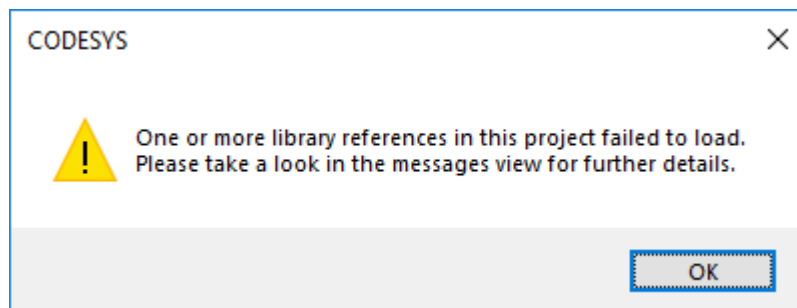 CODESYS
One or more library references in this project failed to load.
Please take a look in the messages view for further details.
OK